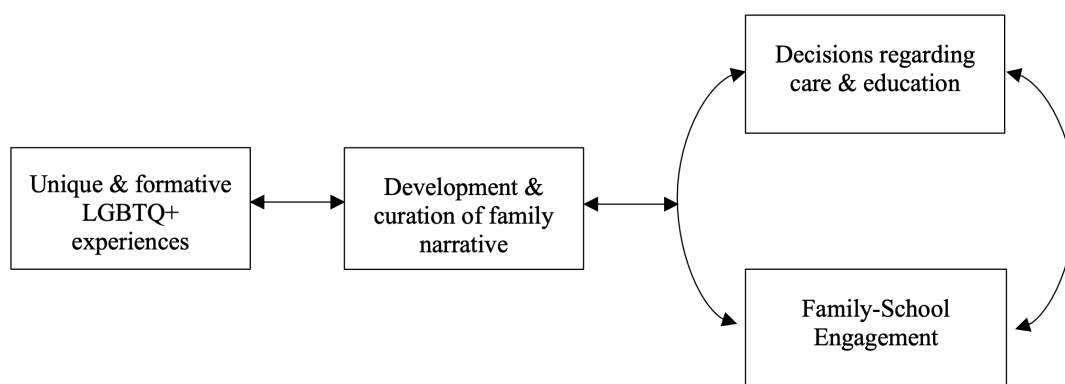 Unique & formative
LGBTQ+
experiences
Development &
curation of family
narrative
Decisions regarding
care & education
Family-School
Engagement